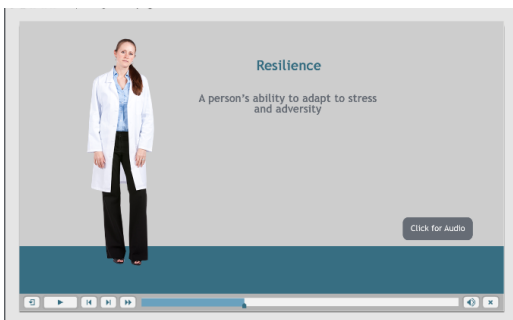 Resilience
A person's ability to adapt to stress
and adversity
Click for Audio